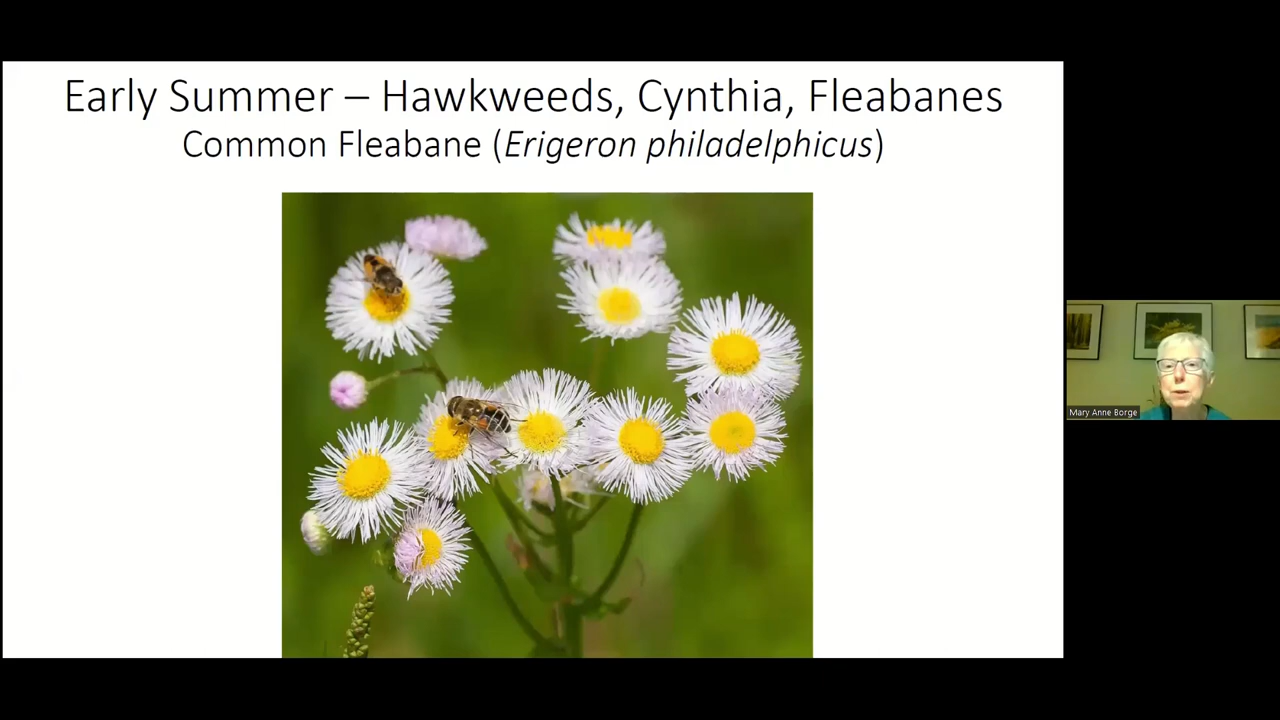 Early Summer – Hawkweeds, Cynthia, Fleabanes
Common Fleabane (Erigeron philadelphicus)
Mary Anne Borge